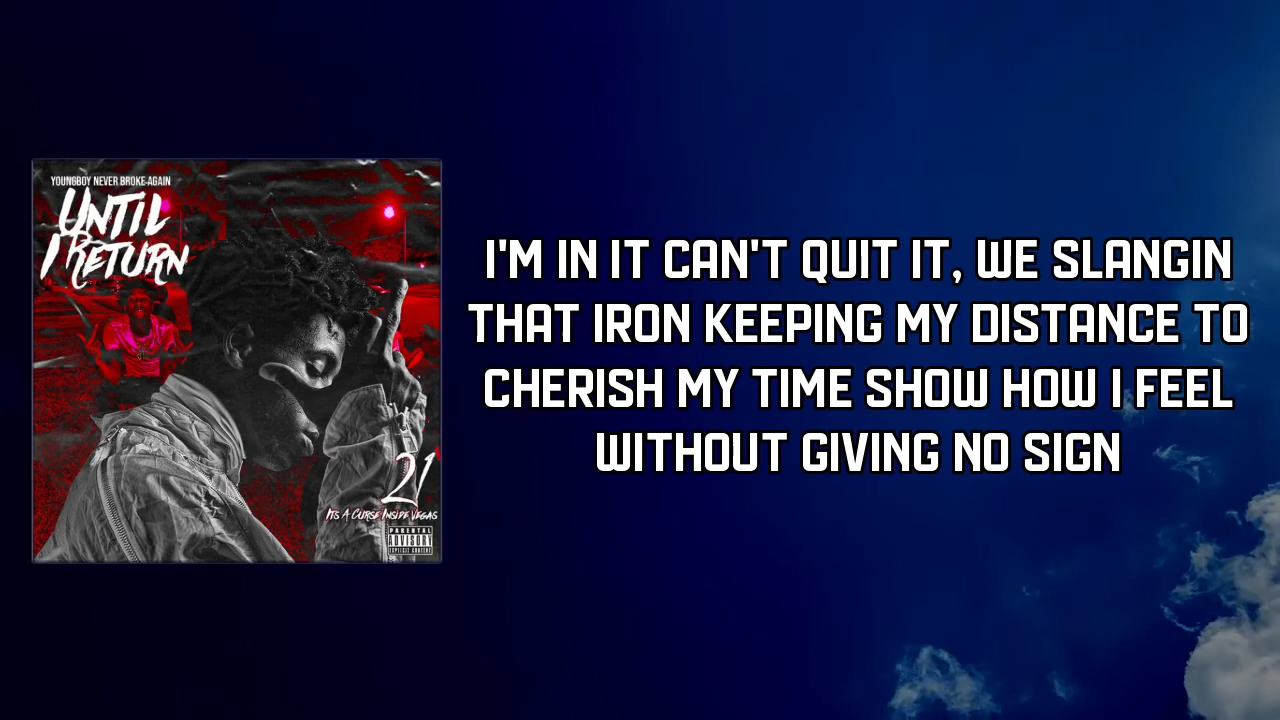 YOUNGBOY NEVER BROKE AGAIN
UNTIL
I RETURN
21
ITS A CURSE INSIDE VEGAS
PARENTAL
ADVISORY
EXPLICIT CONTENT
I'M IN IT CAN'T QUIT IT, WE SLANGIN
THAT IRON KEEPING MY DISTANCE TO
CHERISH MY TIME SHOW HOW I FEEL
WITHOUT GIVING NO SIGN